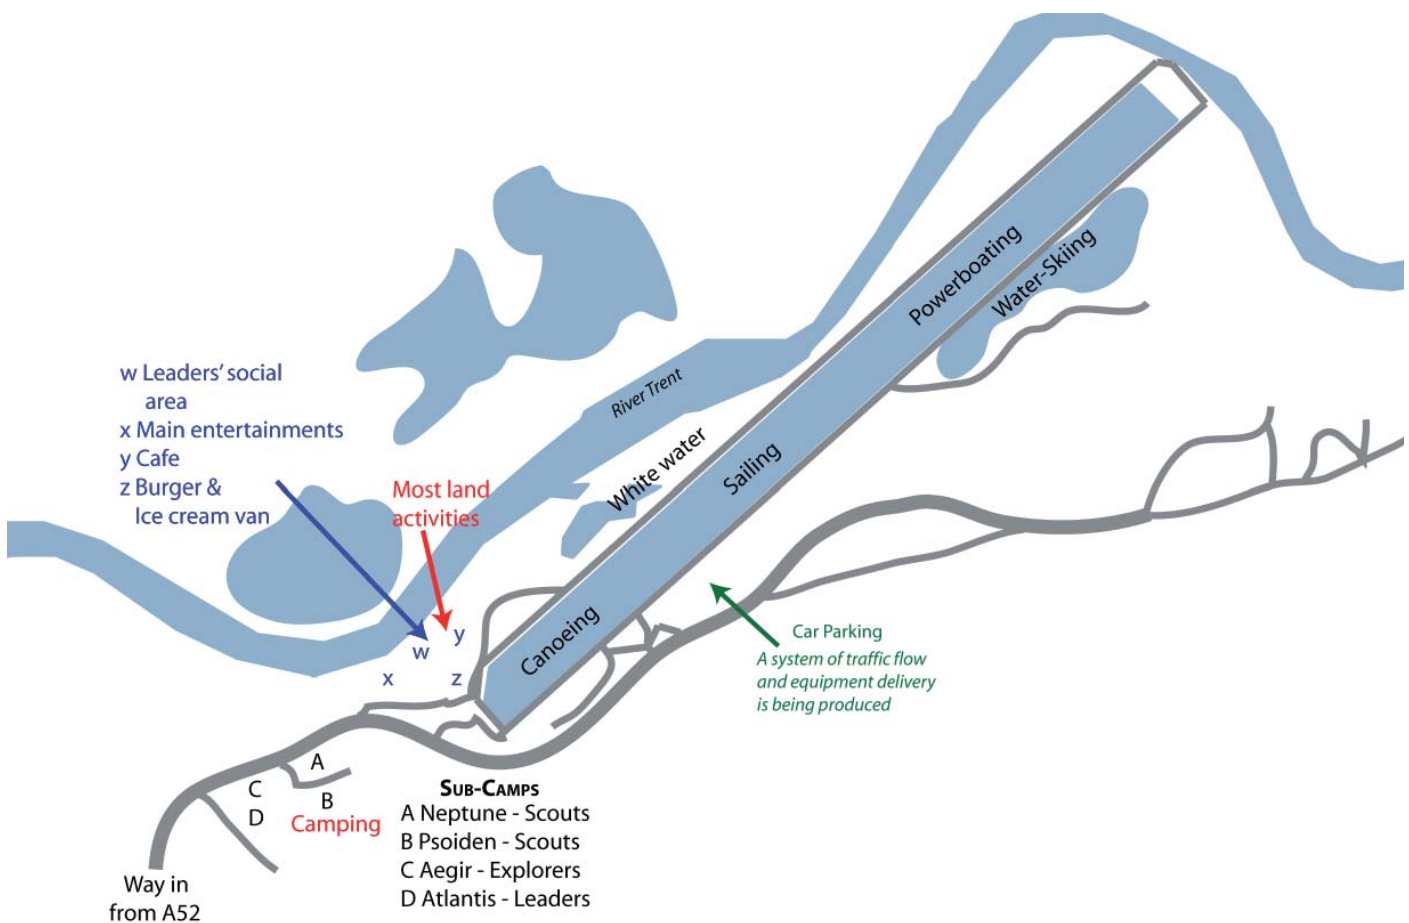 Powerboating
Water-Skiing
River Trent
White water
Sailing
Canoeing
w Leaders' social
area
x Main entertainments
y Cafe
z Burger &
Ice cream van
Most land
activities
y
w
x
z
Car Parking
A system of traffic flow
and equipment delivery
is being produced
A
C
B
D
Camping
Way in
from A52
SUB-CAMPS
A Neptune - Scouts
B Psoiden - Scouts
C Aegir - Explorers
D Atlantis - Leaders